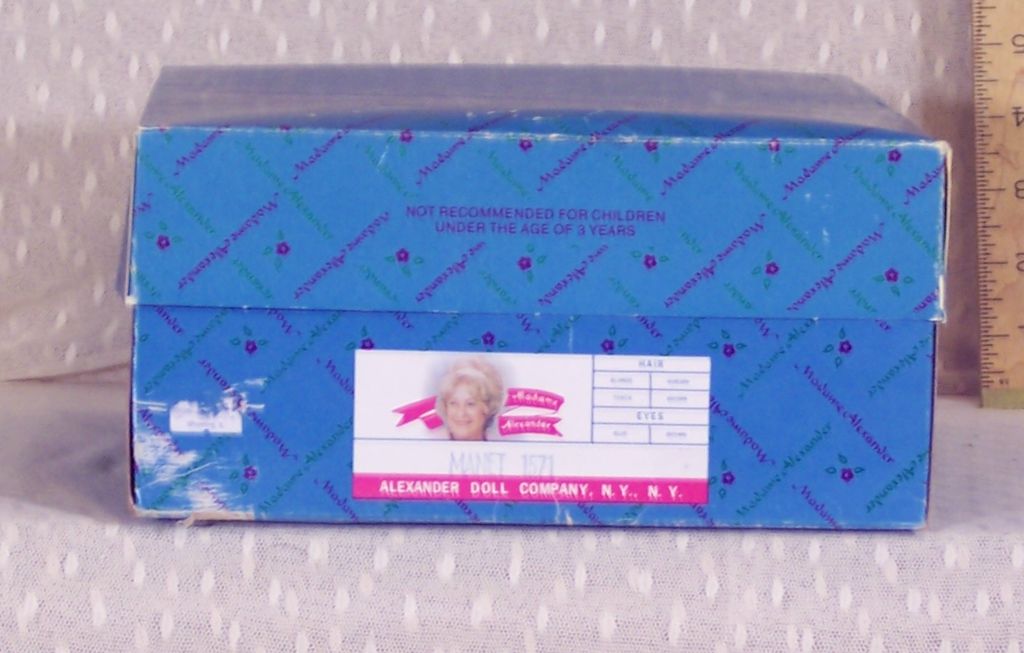 NOT RECOMMENDED FOR CHILDREN
UNDER THE AGE OF 3 YEARS
Madame
Alexander
HAIR
EYES
MANET 1571
ALEXANDER DOLL COMPANY, N. Y., N. Y.